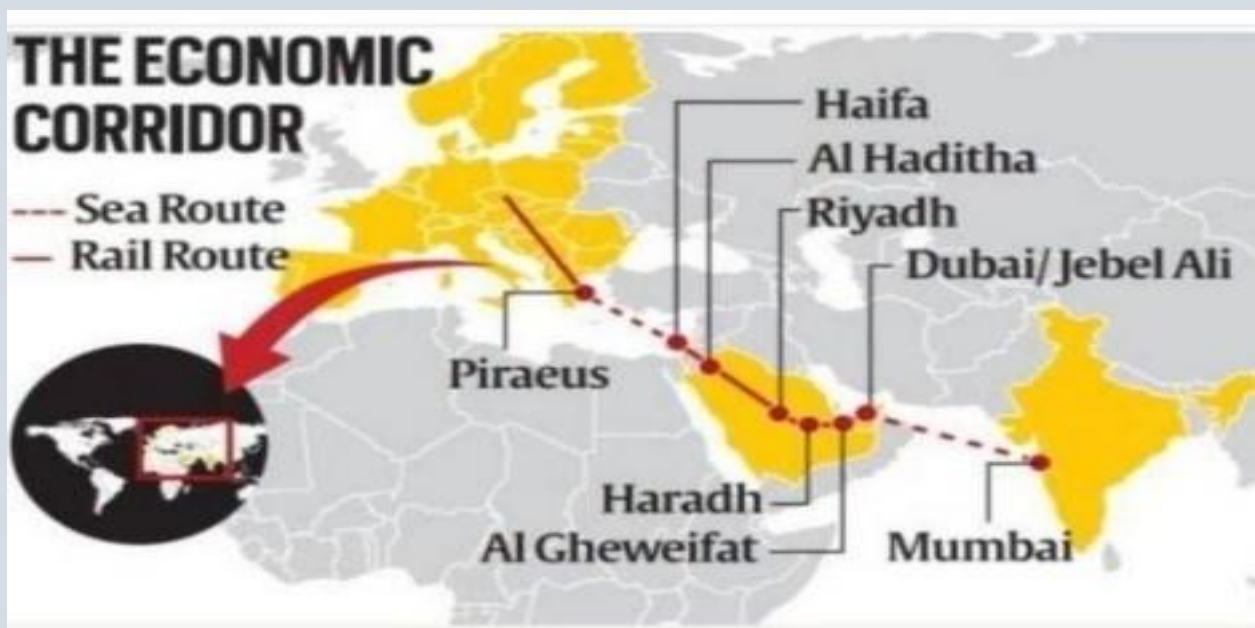 THE ECONOMIC
CORRIDOR
Sea Route
Rail Route
Haifa
Al Haditha
Riyadh
Dubai/Jebel Ali
Piraeus
Haradh
Al Gheweifat
Mumbai